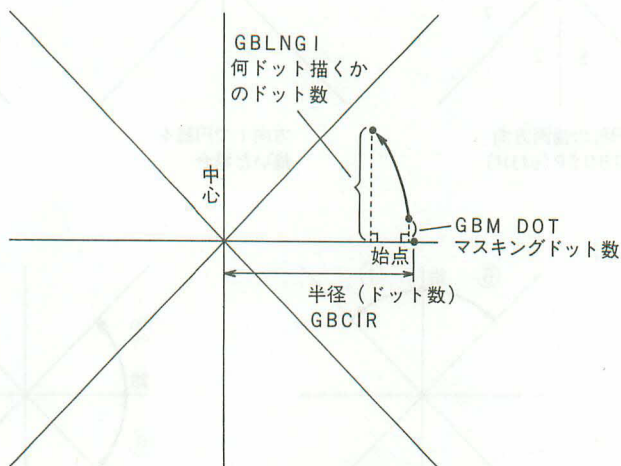 GBLNG1
何ドット描くか
のドット数
中心
GBM DOT
マスキングドット数
始点
半径（ドット数）
GBCIR